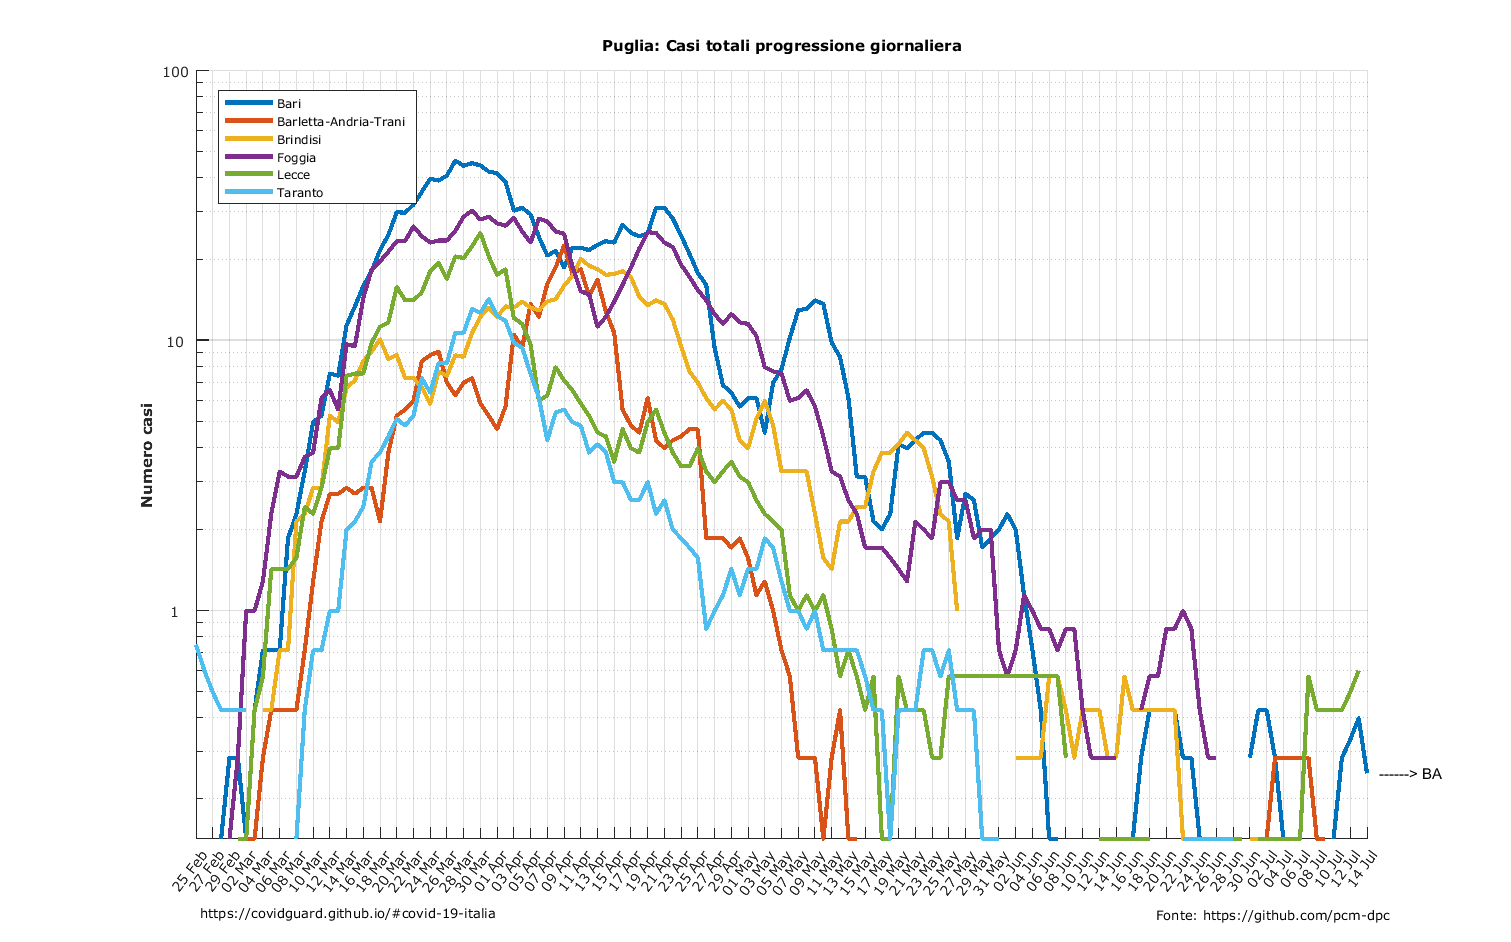 Puglia: Casi totali progressione giornaliera
100
10
1
Numero casi
Bari
Barletta-Andria-Trani
Brindisi
Foggia
Lecce
Taranto
------> BA
25 Feb
27 Feb
29 Feb
02 Mar
04 Mar
06 Mar
08 Mar
10 Mar
12 Mar
14 Mar
16 Mar
18 Mar
20 Mar
22 Mar
24 Mar
26 Mar
28 Mar
30 Mar
01 Apr
03 Apr
05 Apr
07 Apr
09 Apr
11 Apr
13 Apr
15 Apr
17 Apr
19 Apr
21 Apr
23 Apr
25 Apr
27 Apr
29 Apr
01 May
03 May
05 May
07 May
09 May
11 May
13 May
15 May
17 May
19 May
21 May
23 May
25 May
27 May
29 May
31 May
02 Jun
04 Jun
06 Jun
08 Jun
10 Jun
12 Jun
14 Jun
16 Jun
18 Jun
20 Jun
22 Jun
24 Jun
26 Jun
28 Jun
30 Jun
02 Jul
04 Jul
06 Jul
08 Jul
10 Jul
12 Jul
14 Jul
https://covidguard.github.io/#covid-19-italia
Fonte: https://github.com/pcm-dpc